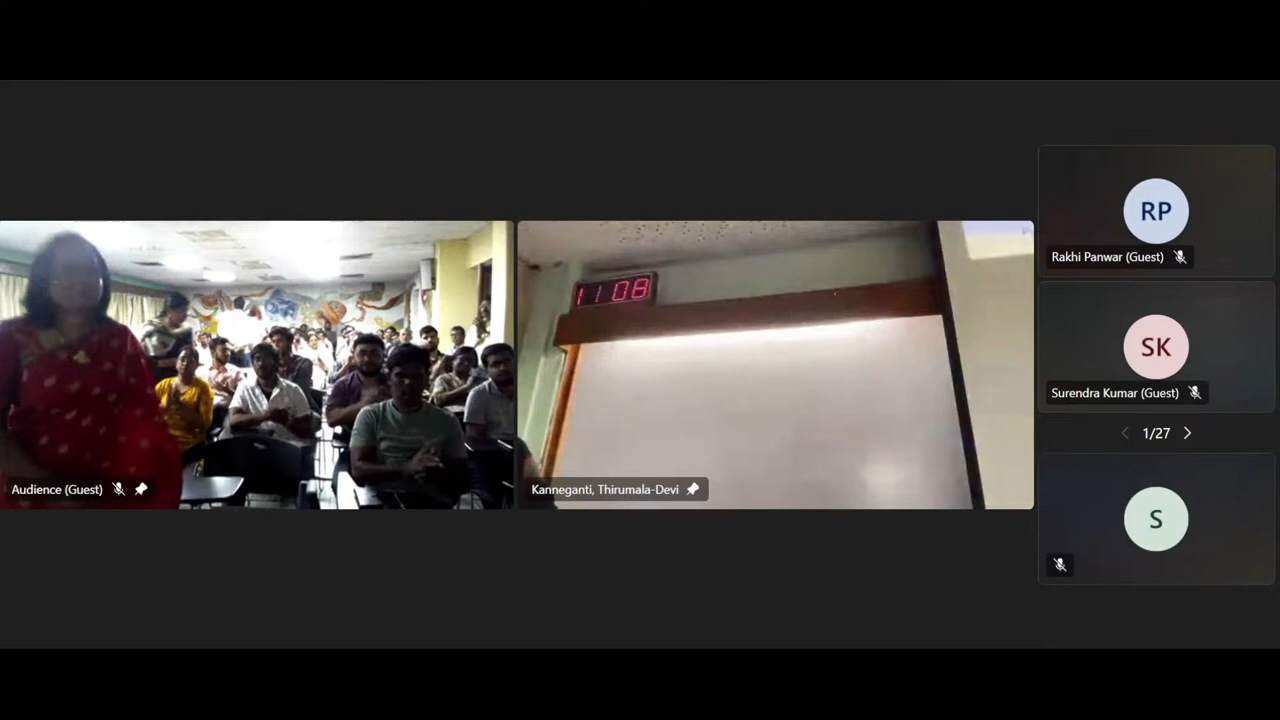 11 08
RP
Rakhi Panwar (Guest)
SK
Surendra Kumar (Guest)
1/27
Audience (Guest)
Kanneganti, Thirumala-Devi
S